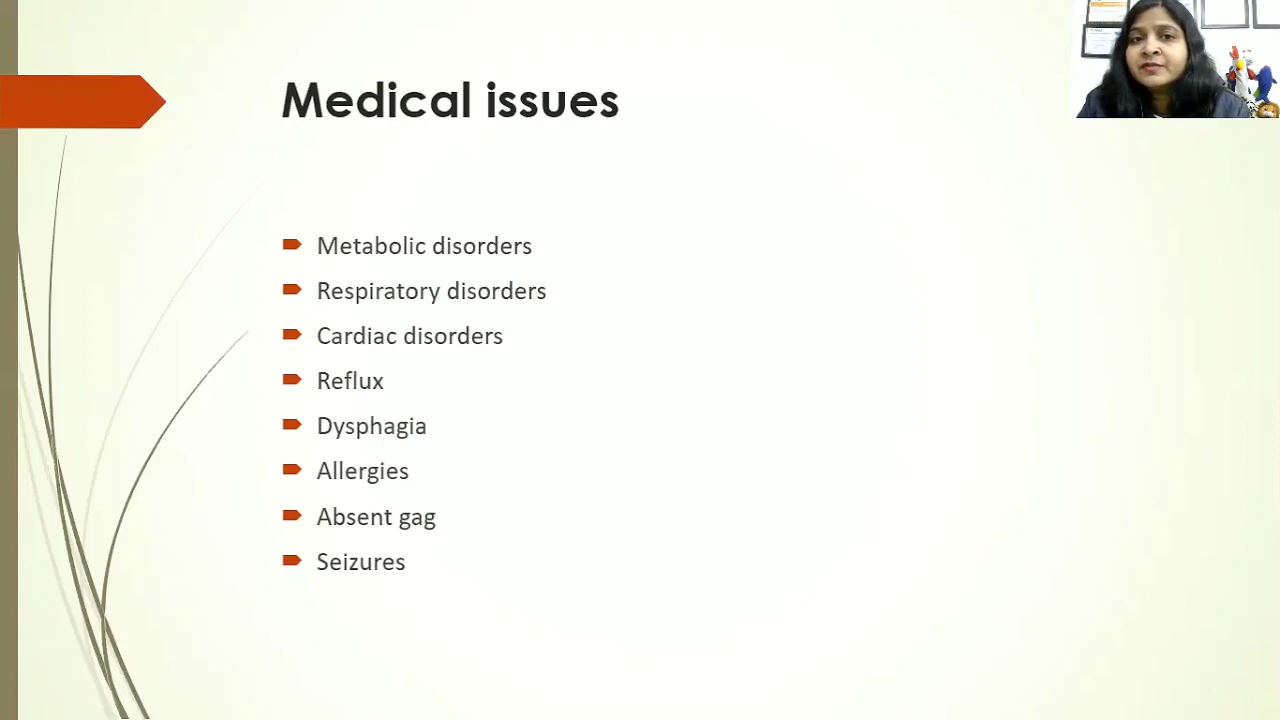 Medical issues
Metabolic disorders
Respiratory disorders
Cardiac disorders
Reflux
Dysphagia
Allergies
Absent gag
Seizures